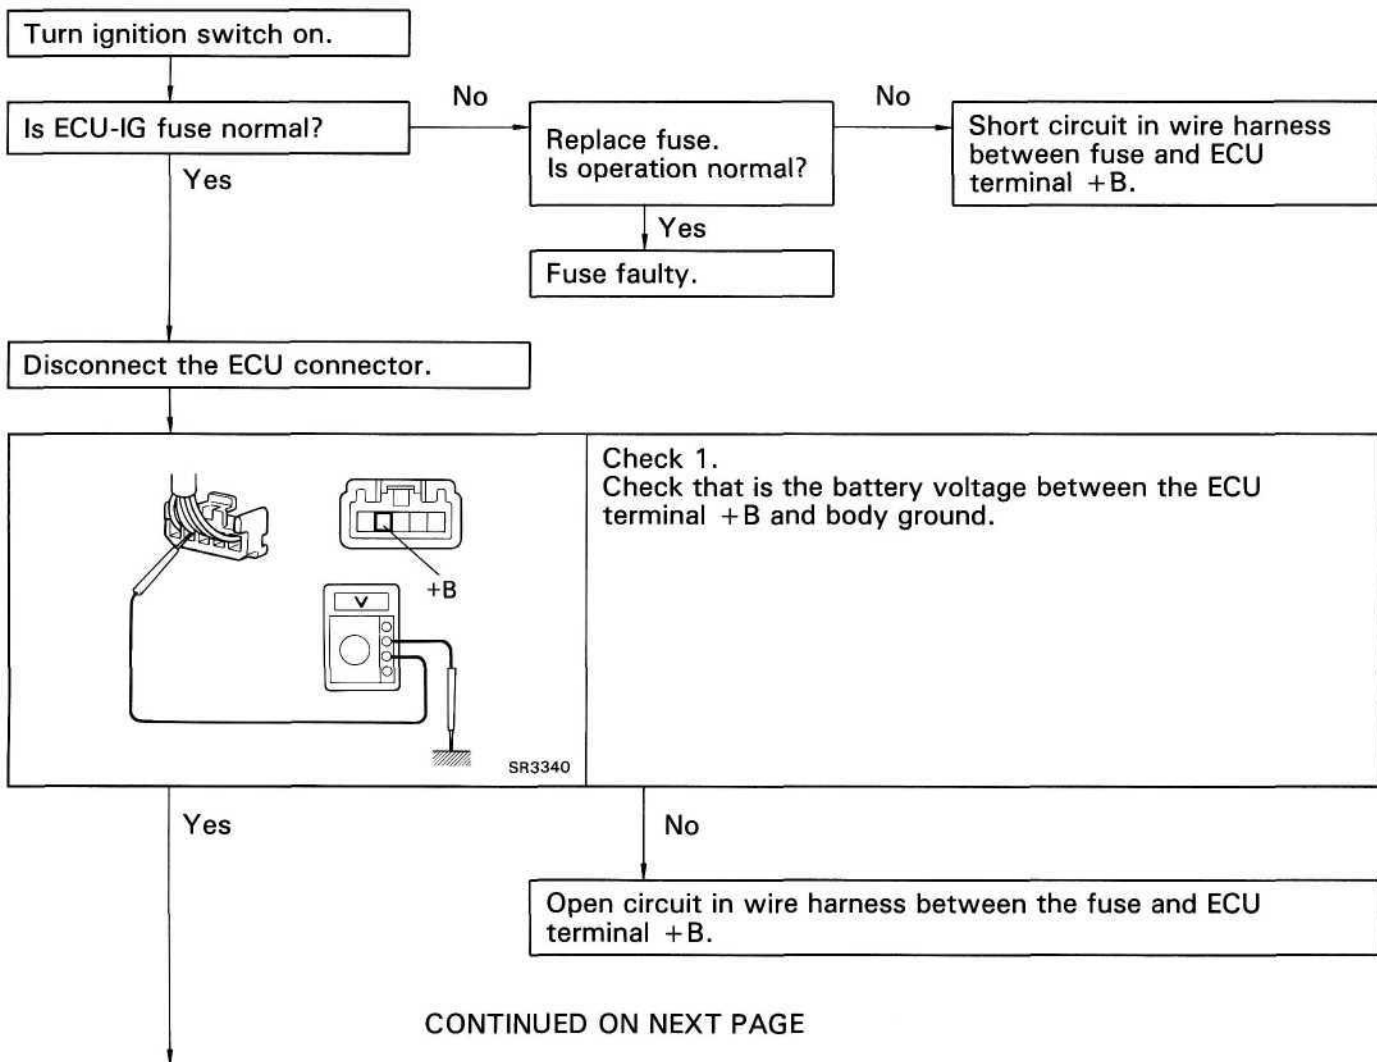 Turn ignition switch on.
Is ECU-IG fuse normal?
No
Replace fuse.
Is operation normal?
No
Short circuit in wire harness
between fuse and ECU
terminal +B.
Yes
Yes
Fuse faulty.
Disconnect the ECU connector.
+B
V
SR3340
Check 1.
Check that is the battery voltage between the ECU
terminal +B and body ground.
Yes
No
Open circuit in wire harness between the fuse and ECU
terminal +B.
CONTINUED ON NEXT PAGE